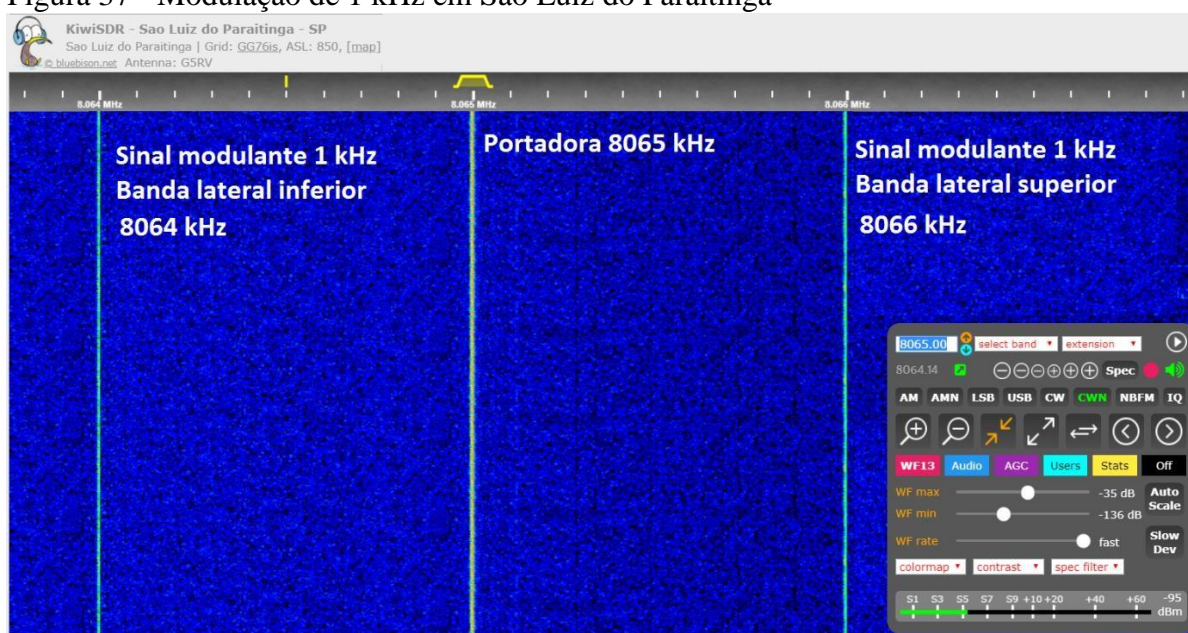 Figura 37 - Modulação de 1 kHz em São Luiz do Paraitinga
KiwiSDR - Sao Luiz do Paraitinga - SP
Sao Luiz do Paraitinga | Grid: GG76is, ASL: 850, [map]
© bluebison.net Antenna: G5RV
8.064 MHz 8.065 MHz 8.066 MHz
Sinal modulante 1 kHz
Banda lateral inferior
8064 kHz
Portadora 8065 kHz
Sinal modulante 1 kHz
Banda lateral superior
8066 kHz
8065.00 select band extension
8064.14 Spec
AM AMN LSB USB CW CWN NBFM IQ
WF13 Audio AGC Users Stats Off
WF max -35 dB Auto Scale
WF min -136 dB
WF rate fast Slow Dev
colormap contrast spec filter
S1 S3 S5 S7 S9 +10 +20 +40 +60 -95 dBm